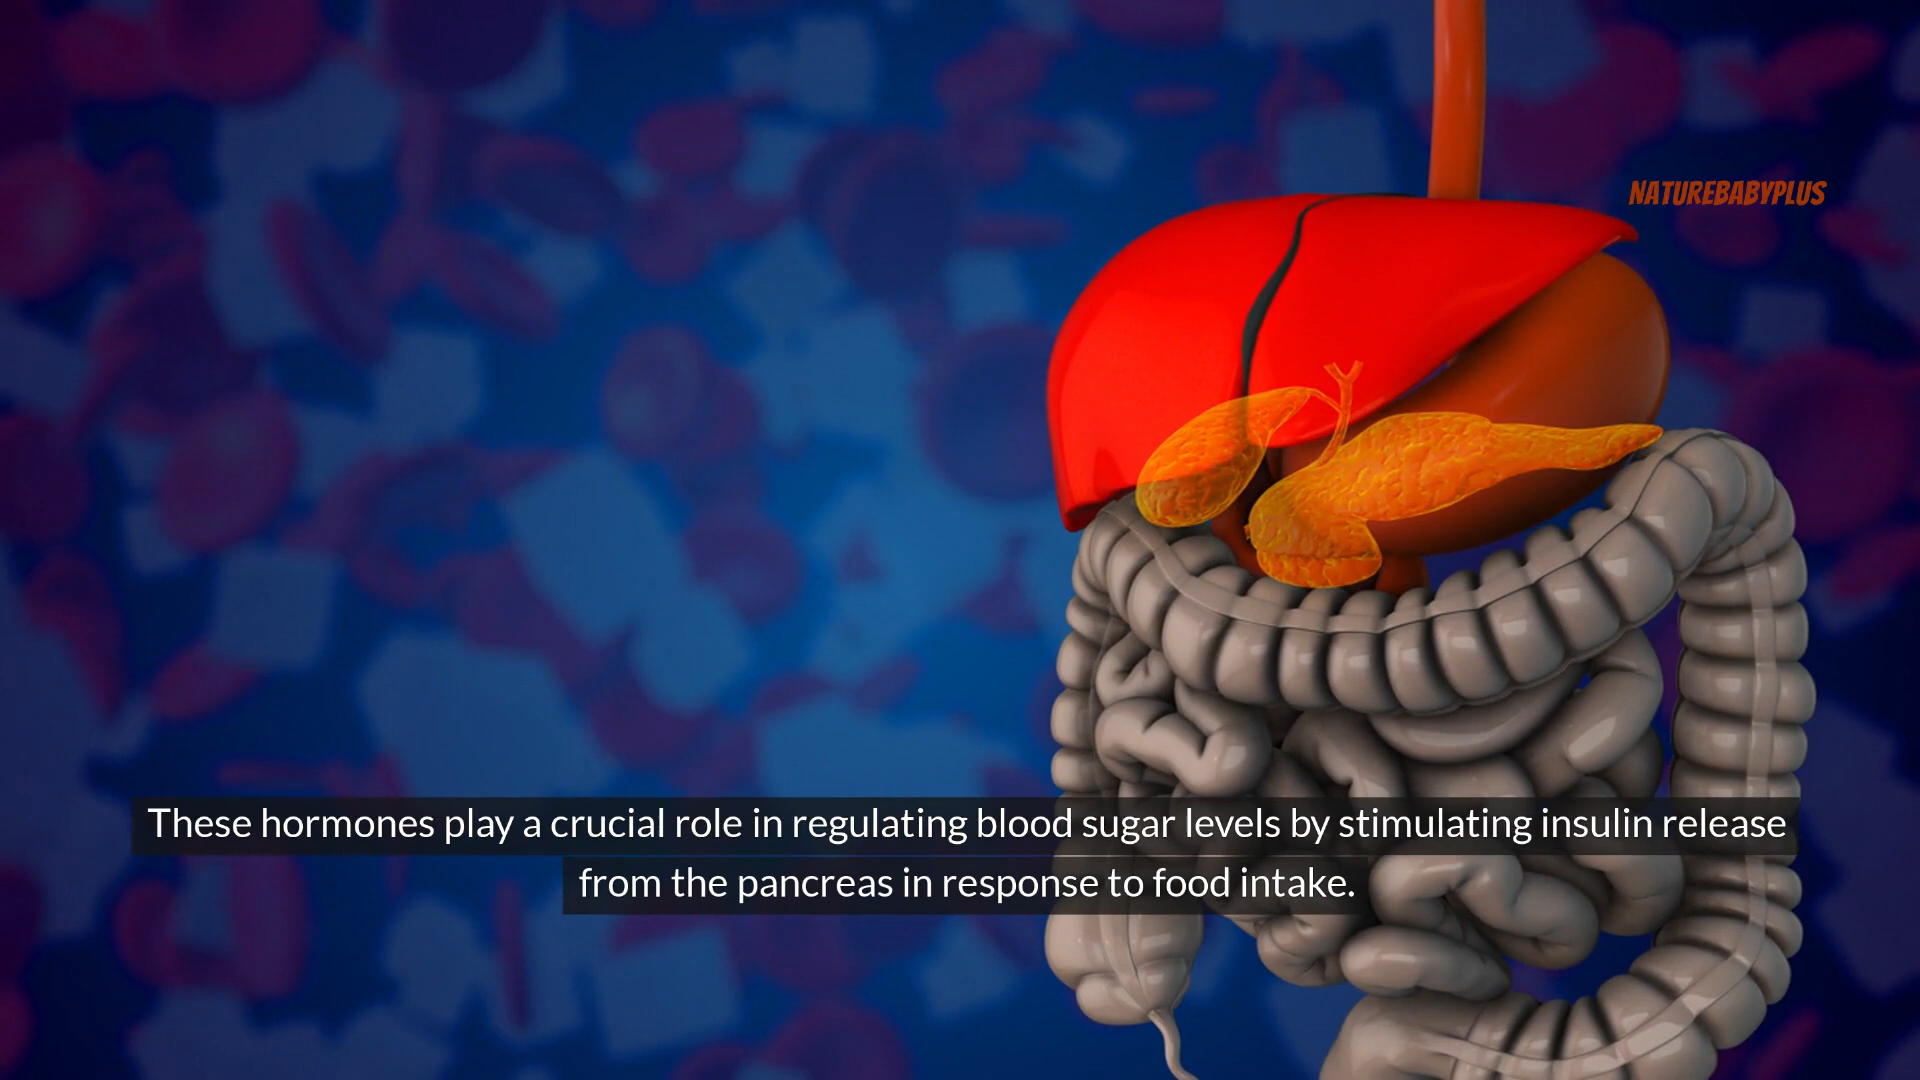 NATUREBABYPLUS
These hormones play a crucial role in regulating blood sugar levels by stimulating insulin release
from the pancreas in response to food intake.